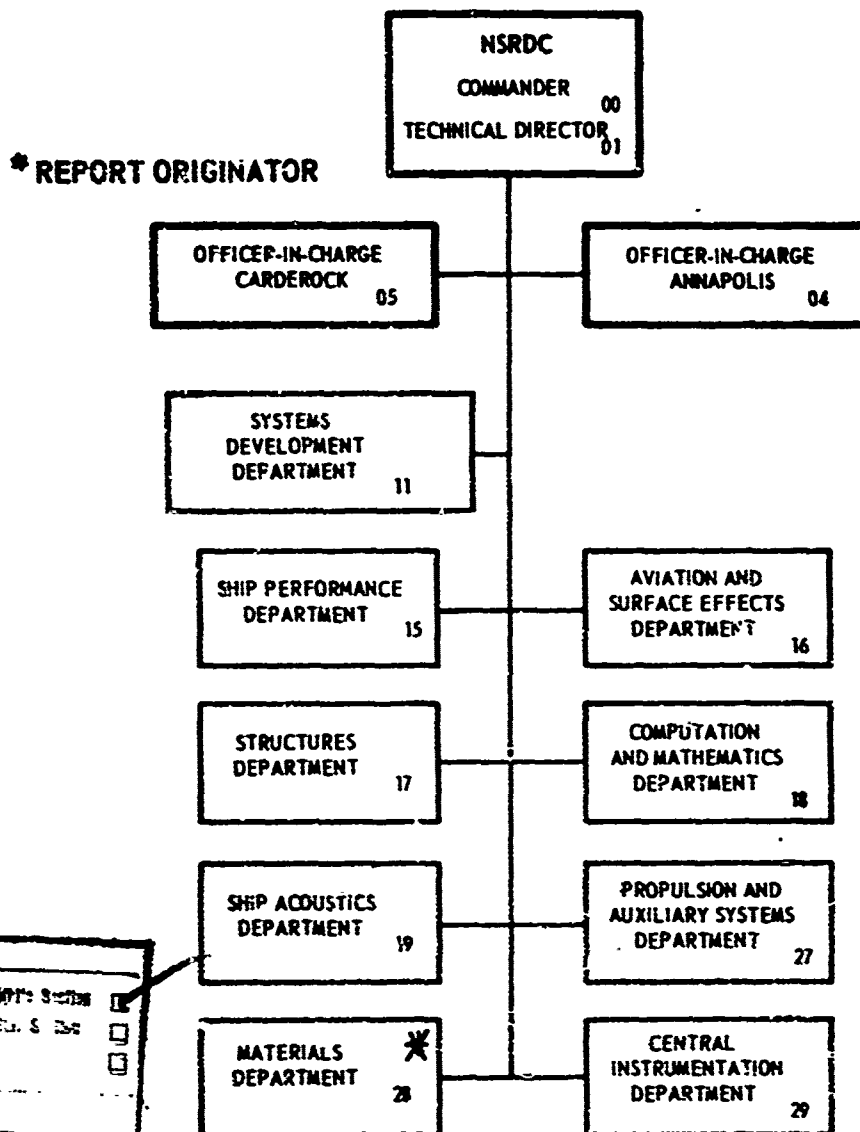 NSRDC
COMMANDER
00
TECHNICAL DIRECTOR
01
* REPORT ORIGINATOR
OFFICER-IN-CHARGE
CARDEROCK
05
OFFICER-IN-CHARGE
ANNAPOLIS
04
SYSTEMS
DEVELOPMENT
DEPARTMENT
11
SHIP PERFORMANCE
DEPARTMENT
15
AVIATION AND
SURFACE EFFECTS
DEPARTMENT
16
STRUCTURES
DEPARTMENT
17
COMPUTATION
AND MATHEMATICS
DEPARTMENT
18
SHIP ACOUSTICS
DEPARTMENT
19
PROPULSION AND
AUXILIARY SYSTEMS
DEPARTMENT
27
MATERIALS *
DEPARTMENT
28
CENTRAL
INSTRUMENTATION
DEPARTMENT
29